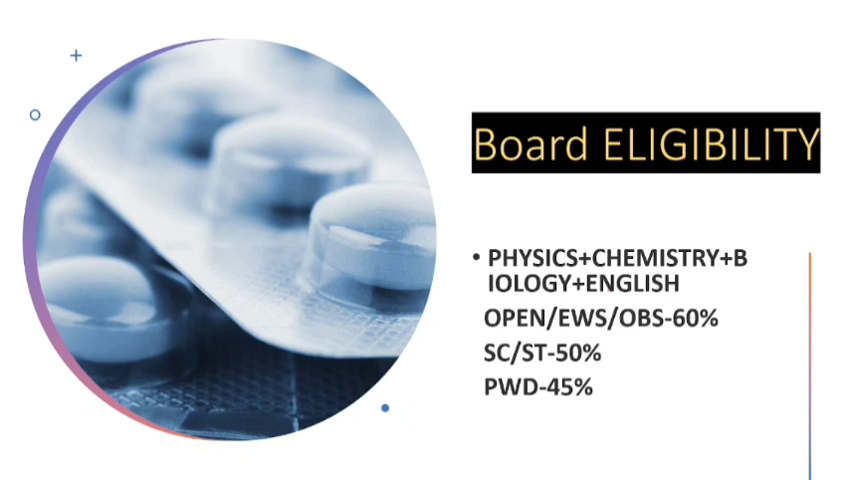 Board ELIGIBILITY
• PHYSICS+CHEMISTRY+B
IOLOGY+ENGLISH
OPEN/EWS/OBS-60%
SC/ST-50%
PWD-45%